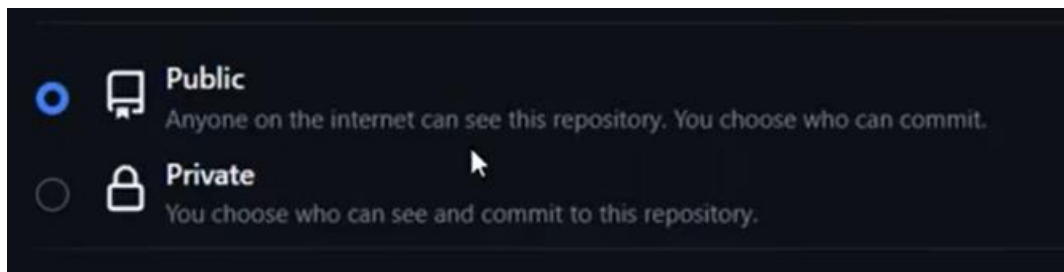 Public
Anyone on the internet can see this repository. You choose who can commit.
Private
You choose who can see and commit to this repository.